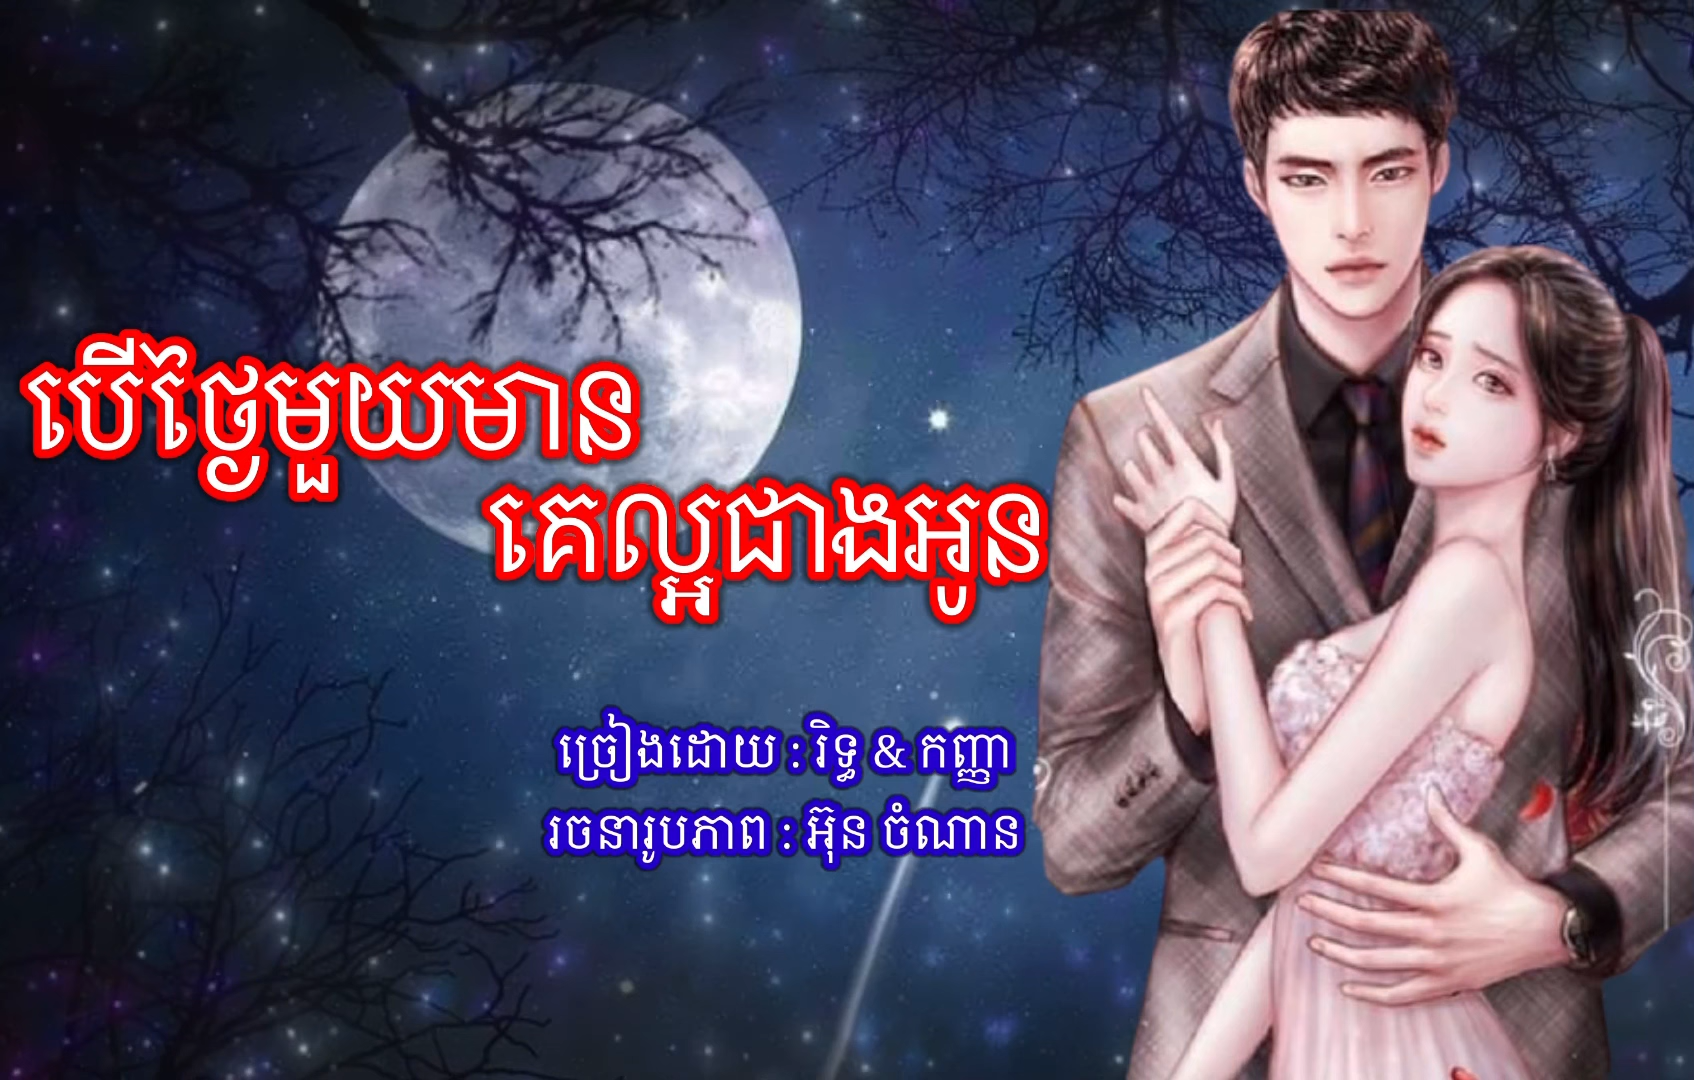 បើថ្ងៃមួយមាន
គេល្អជាងអូន
ច្រៀងដោយ : រិទ្ធ & កញ្ញា
រចនារូបភាព : អ៊ុន ចំណាន